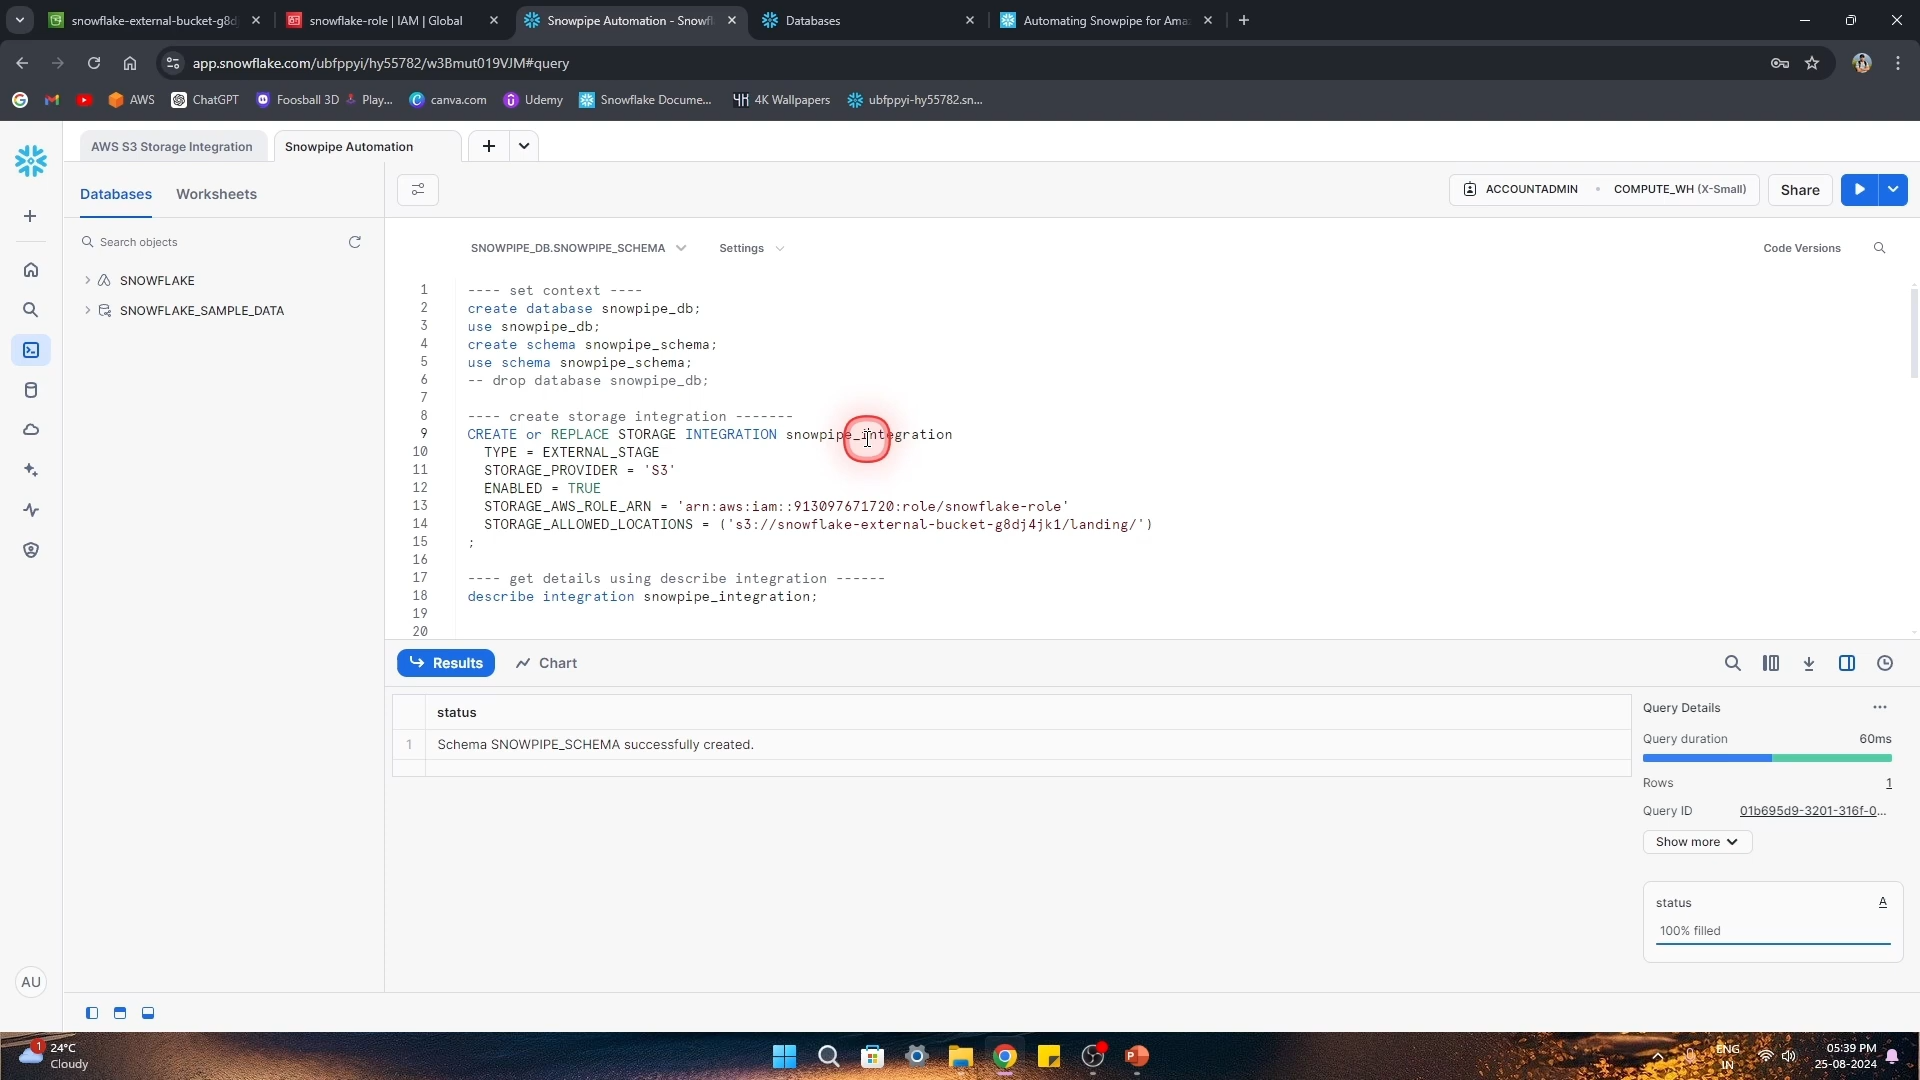 snowflake-external-bucket-g8d
snowflake-role | IAM | Global
Snowpipe Automation - Snowfl
Databases
Automating Snowpipe for Ama
app.snowflake.com/ubfppyi/hy55782/w3Bmut019VJM#query
AWS
ChatGPT
Foosball 3D
Play...
canva.com
Udemy
Snowflake Docume...
4K Wallpapers
ubfppyi-hy55782.sn...
AWS S3 Storage Integration
Snowpipe Automation
Databases
Worksheets
ACCOUNTADMIN
COMPUTE_WH (X-Small)
Share
Search objects
SNOWFLAKE
SNOWFLAKE_SAMPLE_DATA
SNOWPIPE_DB.SNOWPIPE_SCHEMA
Settings
Code Versions
1 ---- set context ----
2 create database snowpipe_db;
3 use snowpipe_db;
4 create schema snowpipe_schema;
5 use schema snowpipe_schema;
6 -- drop database snowpipe_db;
7
8 ---- create storage integration -------
9 CREATE or REPLACE STORAGE INTEGRATION snowpipe_integration
10 TYPE = EXTERNAL_STAGE
11 STORAGE_PROVIDER = 'S3'
12 ENABLED = TRUE
13 STORAGE_AWS_ROLE_ARN = 'arn:aws:iam::913097671720:role/snowflake-role'
14 STORAGE_ALLOWED_LOCATIONS = ('s3://snowflake-external-bucket-g8dj4jk1/landing/')
15 ;
16
17 ---- get details using describe integration ------
18 describe integration snowpipe_integration;
19
20
Results
Chart
status
1 Schema SNOWPIPE_SCHEMA successfully created.
Query Details
...
Query duration 60ms
Rows 1
Query ID 01b695d9-3201-316f-0...
Show more
status A
100% filled
AU
1
24°C
Cloudy
ENG
IN
05:39 PM
25-08-2024